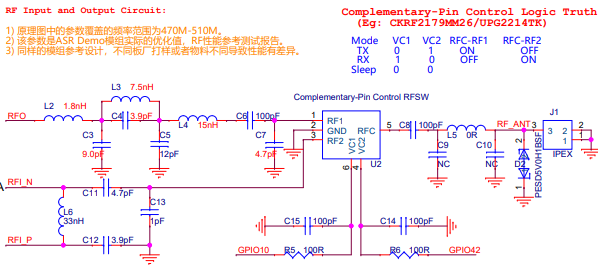 RF Input and Output Circuit:
1) 原理图中的参数覆盖的频率范围为470M-510M。
2) 该参数是ASR Demo模组实际的优化值，RF性能参考测试报告。
3) 同样的模组参考设计，不同板厂打样或者物料不同导致性能有差异。
Complementary-Pin Control Logic Truth
(Eg: CKRF2179MM26/UPG2214TK)
Mode VC1 VC2 RFC-RF1 RFC-RF2
TX 0 1 ON OFF
RX 1 0 OFF ON
Sleep 0 0
Complementary-Pin Control RFSW
RFO
L2
1.8nH
L3
7.5nH
C4
3.9pF
C3
9.0pF
C5
12pF
L4
15nH
C6
100pF
C7
4.7pF
1
2
3
RF1
GND
RF2
RFC
VC1
VC2
6
4
5
U2
C8
100pF
C9
NC
L5
0R
C10
NC
RF_ANT
D2
PESD5V0H1BSF
1
2
J1
3
3
2
1
2
1
IPEX
RFI_N
C11
4.7pF
L6
33nH
C13
1pF
RFI_P
C12
3.9pF
C15
100pF
C14
100pF
GPIO10
R5
100R
R6
100R
GPIO42